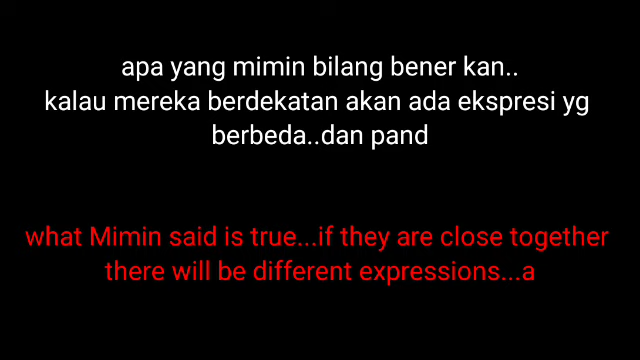 apa yang mimin bilang bener kan..
kalau mereka berdekatan akan ada ekspresi yg
berbeda..dan pand
what Mimin said is true...if they are close together
there will be different expressions...a